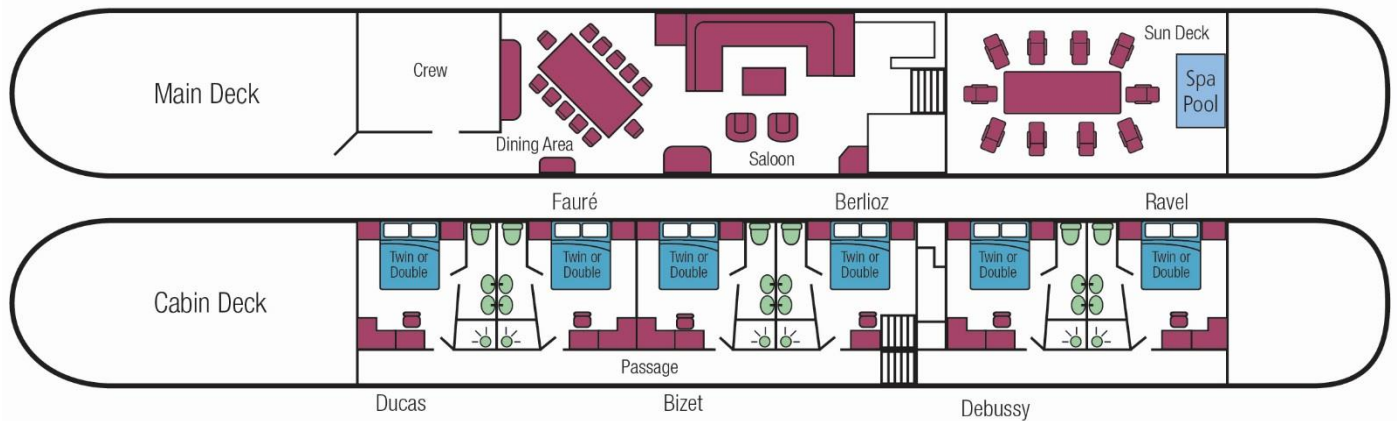 Main Deck
Crew
Dining Area
Saloon
Sun Deck
Spa
Pool
Fauré
Berlioz
Ravel
Cabin Deck
Twin or
Double
Twin or
Double
Twin or
Double
Twin or
Double
Twin or
Double
Twin or
Double
Passage
Ducas
Bizet
Debussy